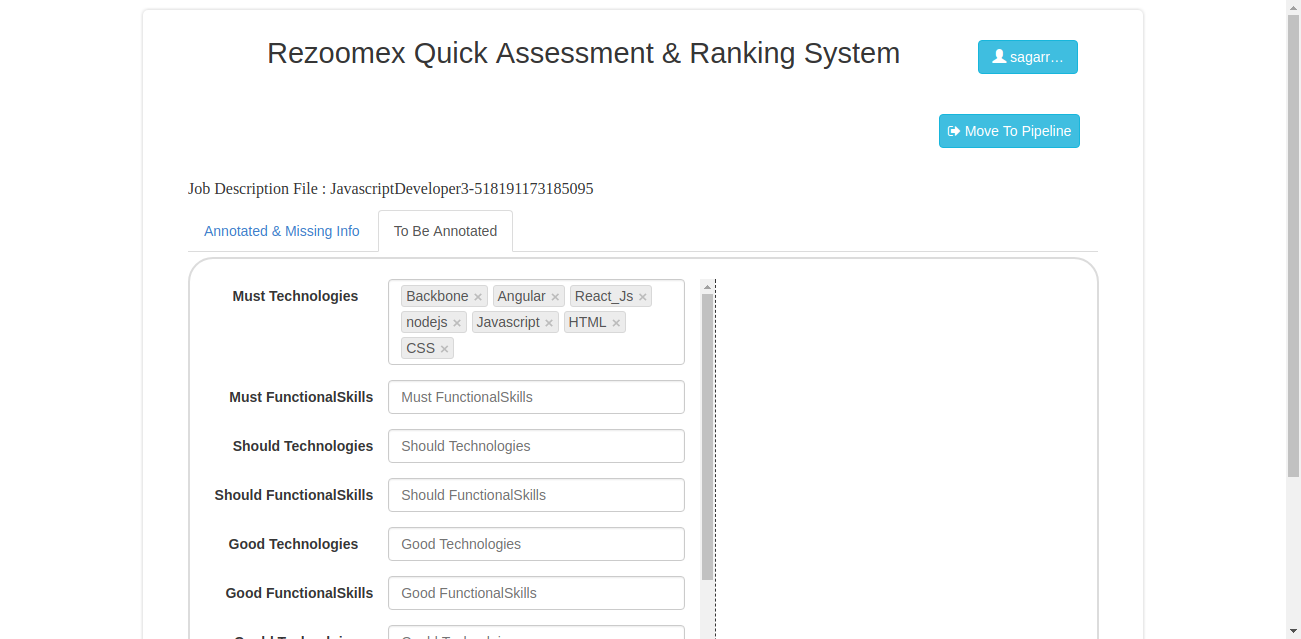 Rezoomex Quick Assessment & Ranking System
sagarr…
Move To Pipeline
Job Description File : JavascriptDeveloper3-518191173185095
Annotated & Missing Info
To Be Annotated
Must Technologies
Backbone × Angular × React_Js ×
nodejs × Javascript × HTML ×
CSS ×
Must FunctionalSkills
Must FunctionalSkills
Should Technologies
Should Technologies
Should FunctionalSkills
Should FunctionalSkills
Good Technologies
Good Technologies
Good FunctionalSkills
Good FunctionalSkills